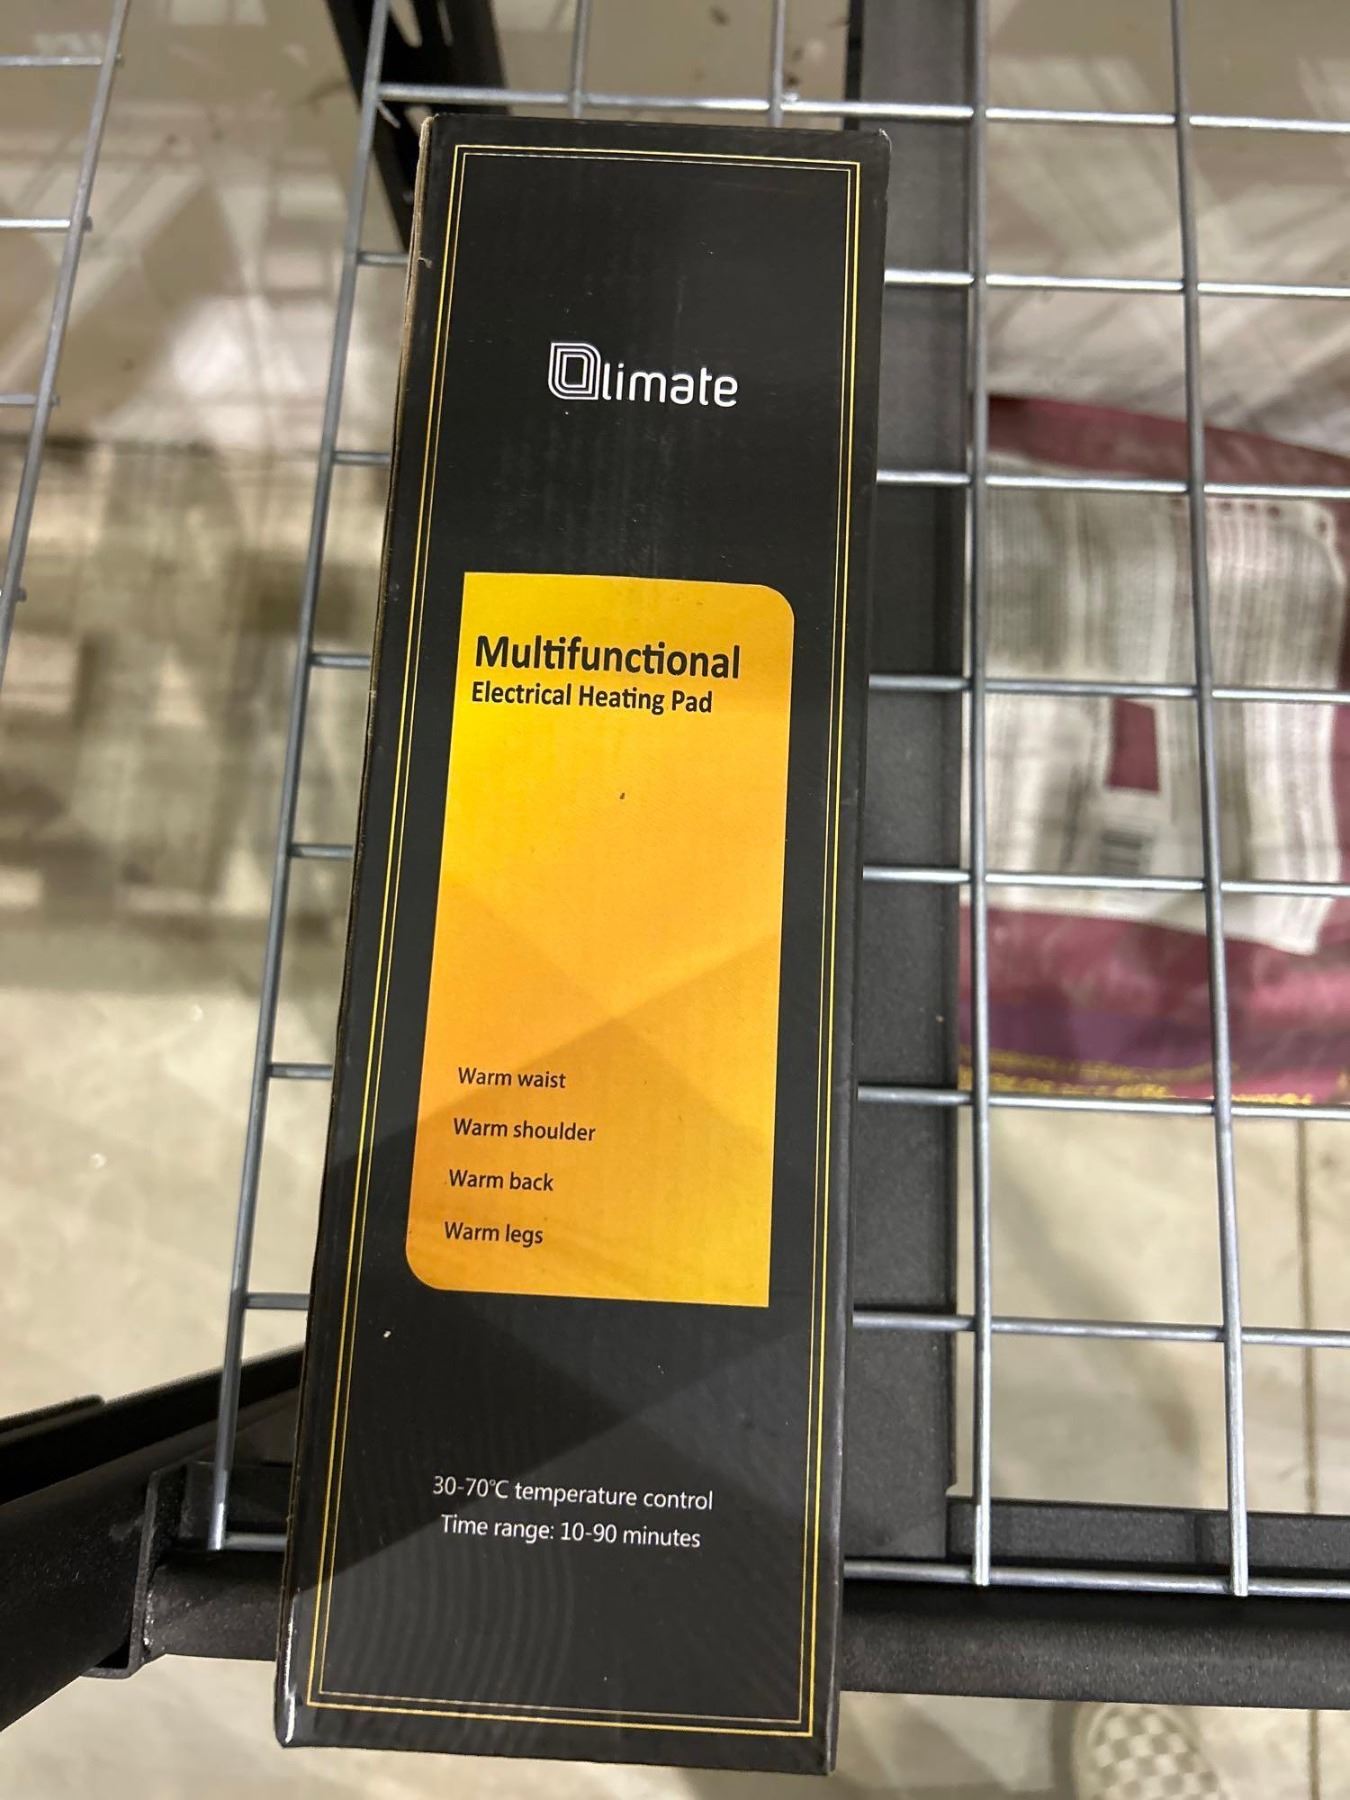 Olimate
Multifunctional
Electrical Heating Pad
Warm waist
Warm shoulder
Warm back
Warm legs
30-70°C temperature control
Time range: 10-90 minutes